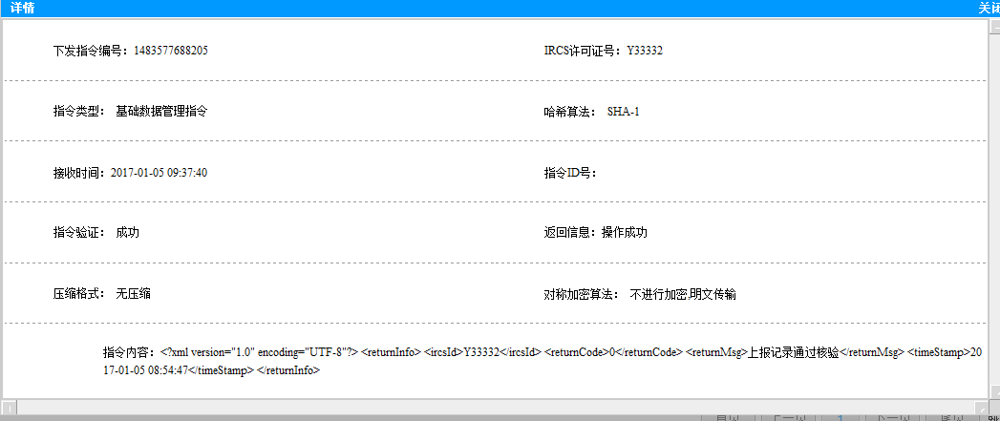 详情 关闭
下发指令编号：1483577688205 IRCS许可证号：Y33332
指令类型： 基础数据管理指令 哈希算法： SHA-1
接收时间：2017-01-05 09:37:40 指令ID号：
指令验证： 成功 返回信息：操作成功
压缩格式： 无压缩 对称加密算法： 不进行加密,明文传输
指令内容：<?xml version="1.0" encoding="UTF-8"?> <returnInfo> <ircsId>Y33332</ircsId> <returnCode>0</returnCode> <returnMsg>上报记录通过核验</returnMsg> <timeStamp>20
17-01-05 08:54:47</timeStamp> </returnInfo>